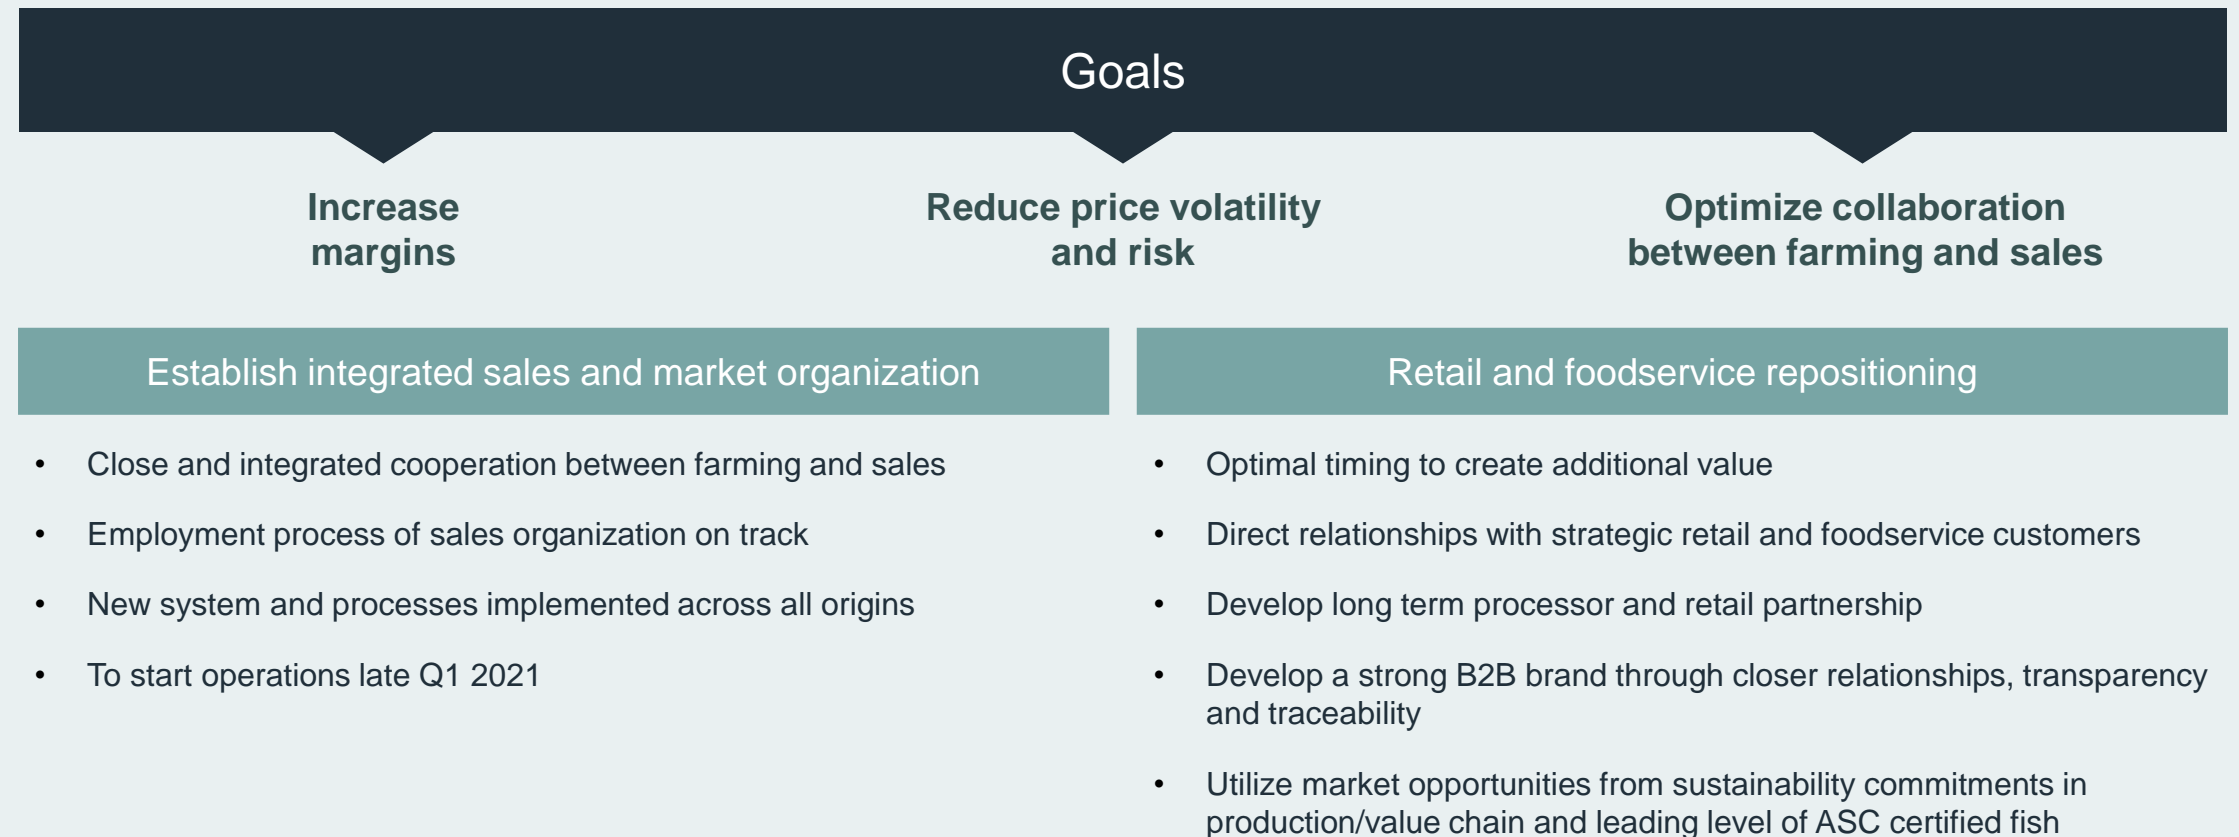 Goals
Increase
margins
Reduce price volatility
and risk
Optimize collaboration
between farming and sales
Establish integrated sales and market organization
• Close and integrated cooperation between farming and sales
• Employment process of sales organization on track
• New system and processes implemented across all origins
• To start operations late Q1 2021
Retail and foodservice repositioning
• Optimal timing to create additional value
• Direct relationships with strategic retail and foodservice customers
• Develop long term processor and retail partnership
• Develop a strong B2B brand through closer relationships, transparency
and traceability
• Utilize market opportunities from sustainability commitments in
production/value chain and leading level of ASC certified fish